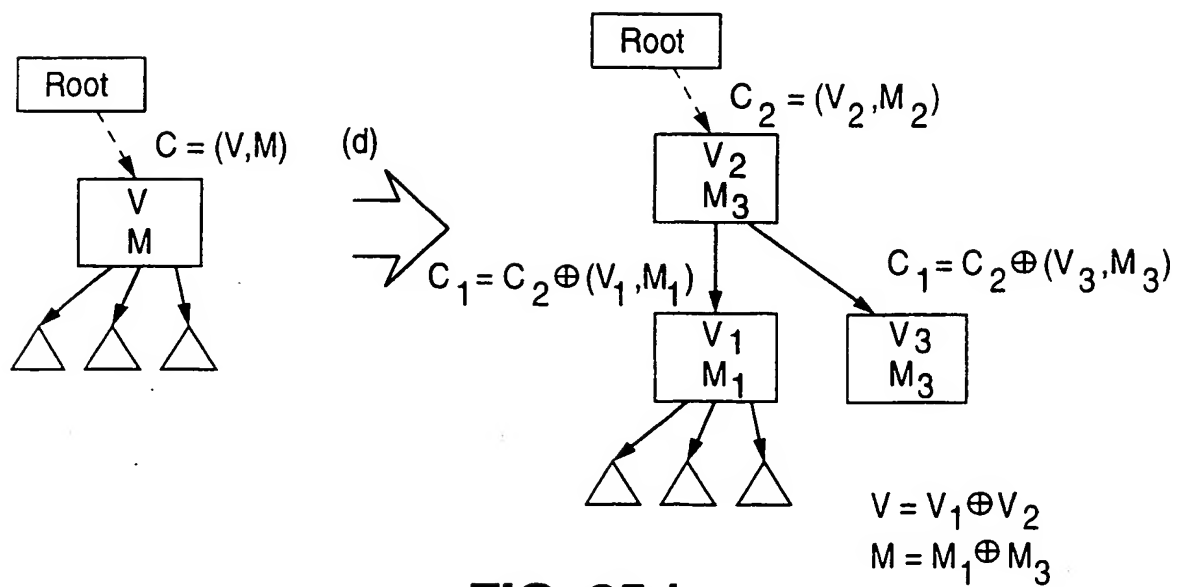 Root
C = (V,M)
V
M
(d)
Root
C₂ = (V₂,M₂)
V₂
M₃
C₁ = C₂⊕(V₁,M₁)
C₁ = C₂⊕(V₃,M₃)
V₁
M₁
V₃
M₃
V = V₁⊕V₂
M = M₁⊕M₃